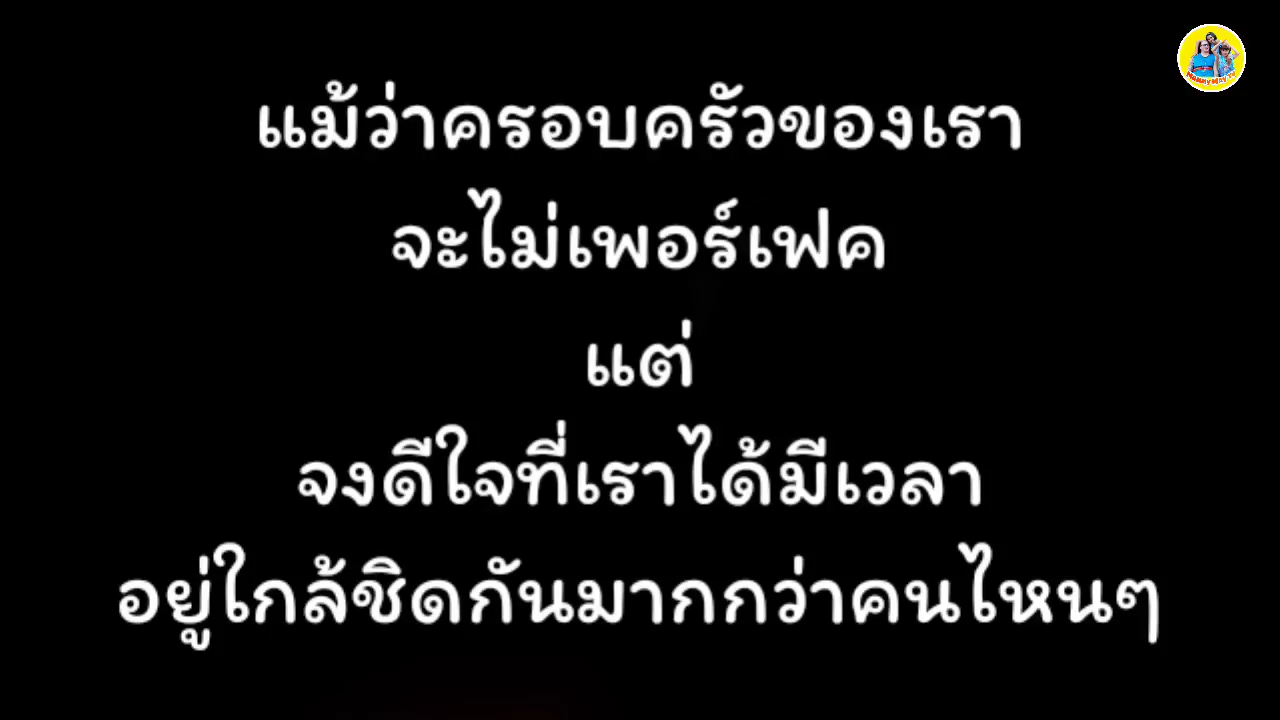 แม้ว่าครอบครัวของเรา
จะไม่เพอร์เฟค
แต่
จงดีใจที่เราได้มีเวลา
อยู่ใกล้ชิดกันมากกว่าคนไหนๆ